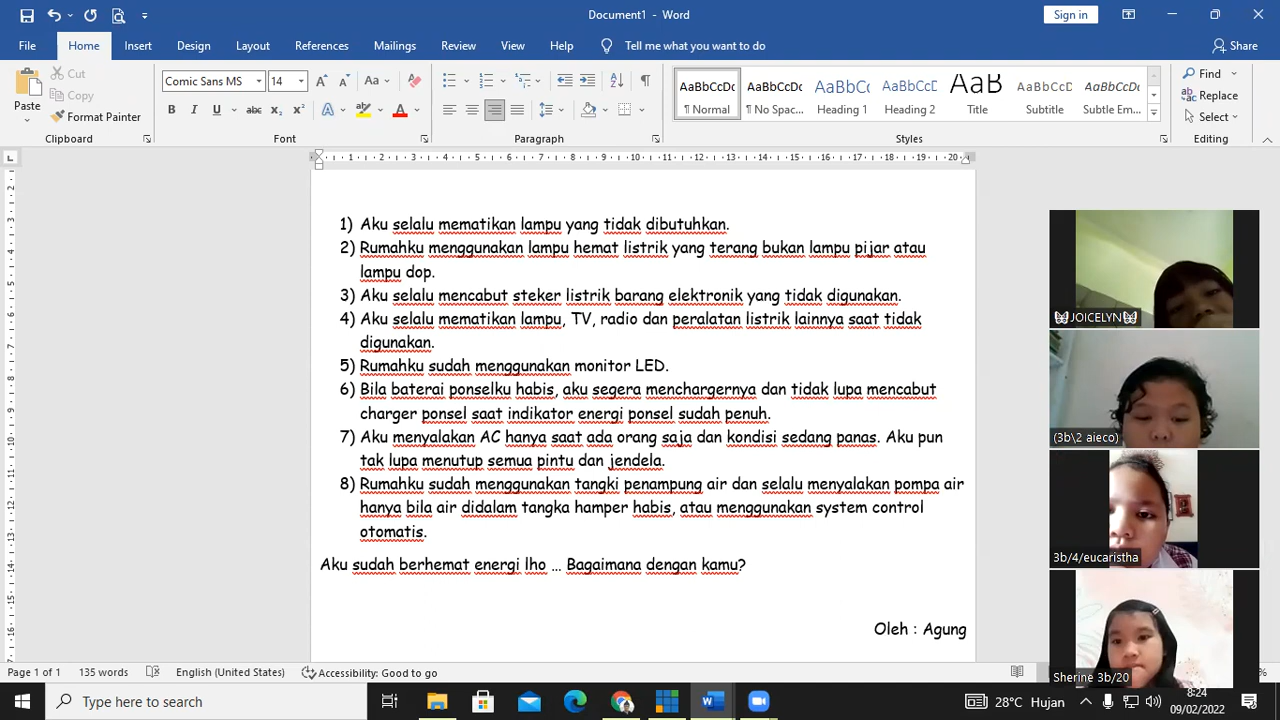 Document1 - Word
Sign in
File Home Insert Design Layout References Mailings Review View Help Tell me what you want to do Share
Paste Cut Copy Format Painter Clipboard
Comic Sans MS 14 Font
Paragraph
AaBbCcDc ¶ Normal
AaBbCcDc ¶ No Spac...
AaBbCc Heading 1
AaBbCcD Heading 2
AaB Title
AaBbCcD Subtitle
AaBbCcDc Subtle Em...
Styles
Find Replace Select Editing
1) Aku selalu mematikan lampu yang tidak dibutuhkan.
2) Rumahku menggunakan lampu hemat listrik yang terang bukan lampu pijar atau
lampu dop.
3) Aku selalu mencabut steker listrik barang elektronik yang tidak digunakan.
4) Aku selalu mematikan lampu, TV, radio dan peralatan listrik lainnya saat tidak
digunakan.
5) Rumahku sudah menggunakan monitor LED.
6) Bila baterai ponselku habis, aku segera menchargernya dan tidak lupa mencabut
charger ponsel saat indikator energi ponsel sudah penuh.
7) Aku menyalakan AC hanya saat ada orang saja dan kondisi sedang panas. Aku pun
tak lupa menutup semua pintu dan jendela.
8) Rumahku sudah menggunakan tangki penampung air dan selalu menyalakan pompa air
hanya bila air didalam tangka hamper habis, atau menggunakan system control
otomatis.
Aku sudah berhemat energi lho ... Bagaimana dengan kamu?
Oleh : Agung
JOICELYN
(3b\2 aieco)
3b/4/eucaristha
Sherine 3b/20
Page 1 of 1 135 words English (United States) Accessibility: Good to go
Type here to search
28°C Hujan
8:24
09/02/2022